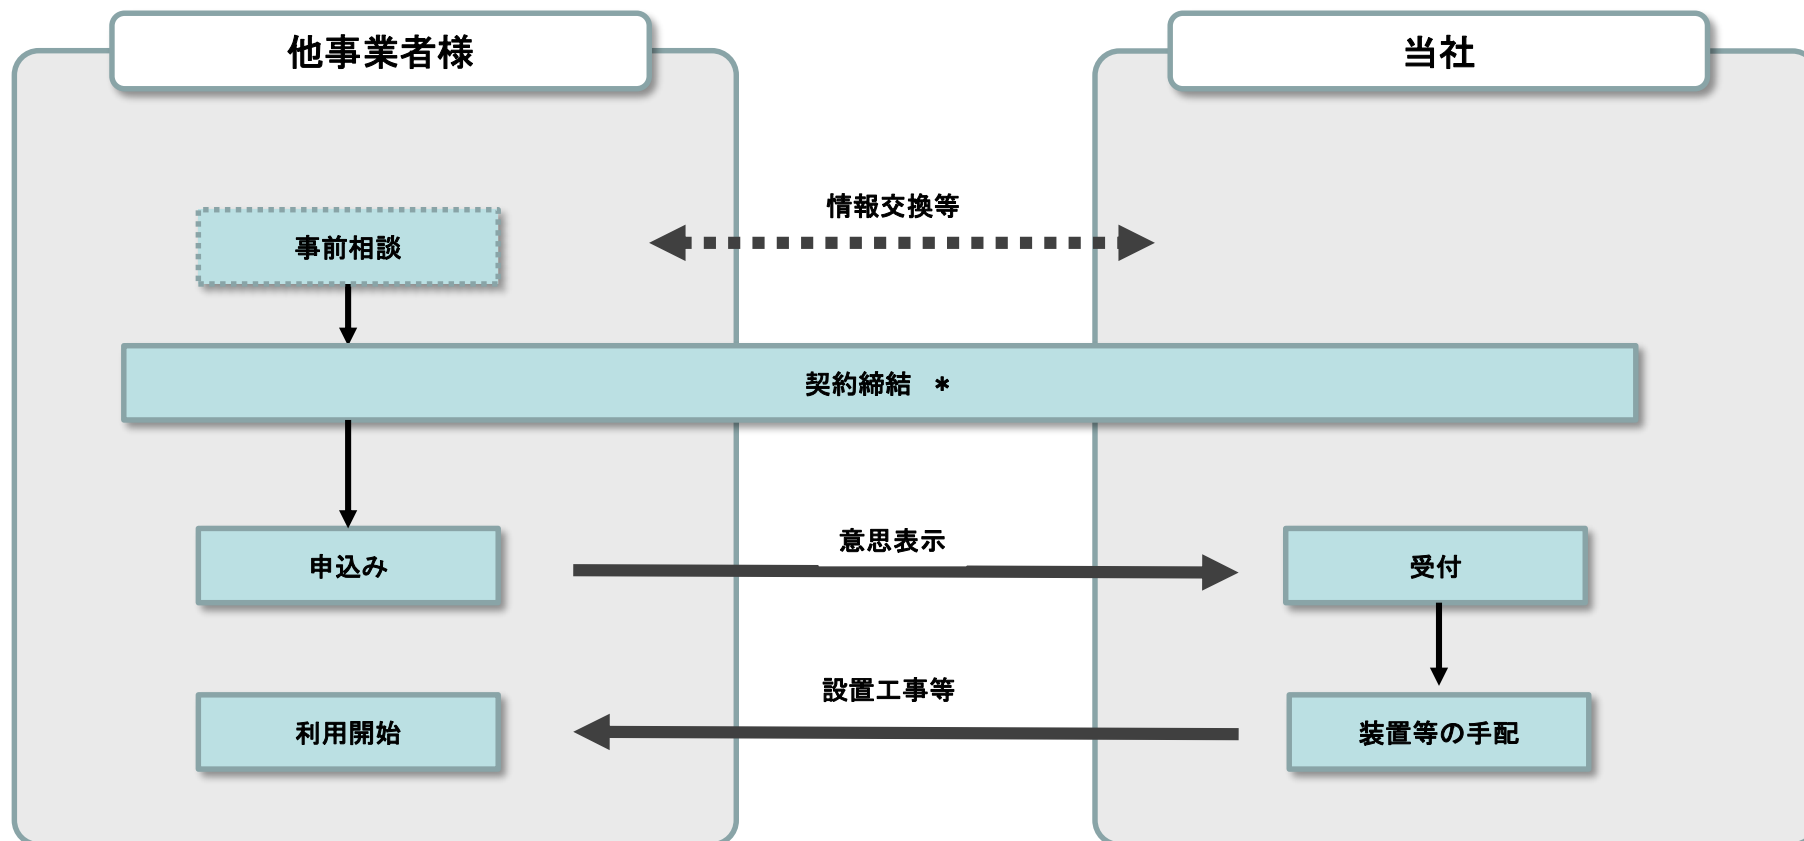 他事業者様
当社
情報交換等
事前相談
契約締結　*
意思表示
申込み
受付
設置工事等
利用開始
装置等の手配